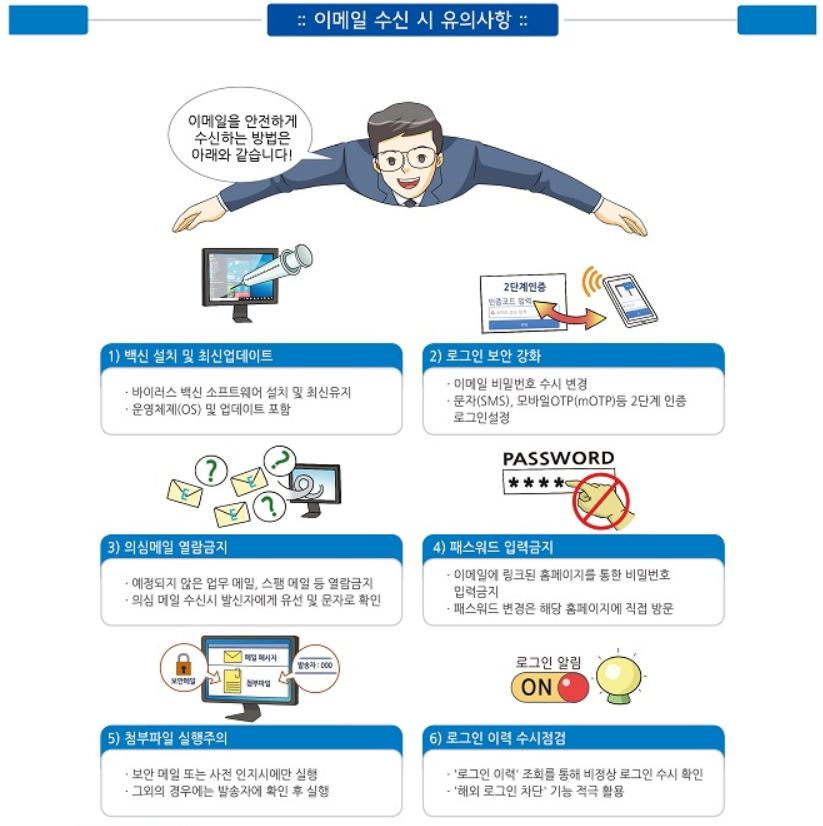 :: 이메일 수신 시 유의사항 ::
이메일을 안전하게
수신하는 방법은
아래와 같습니다!
2단계인증
인증코드 입력
1) 백신 설치 및 최신업데이트
· 바이러스 백신 소프트웨어 설치 및 최신유지
· 운영체제(OS) 및 업데이트 포함
2) 로그인 보안 강화
· 이메일 비밀번호 수시 변경
· 문자(SMS), 모바일OTP(mOTP)등 2단계 인증
로그인설정
? ? ?
E E E
3) 의심메일 열람금지
· 예정되지 않은 업무 메일, 스팸 메일 등 열람금지
· 의심 메일 수신시 발신자에게 유선 및 문자로 확인
PASSWORD
****
4) 패스워드 입력금지
· 이메일에 링크된 홈페이지를 통한 비밀번호
입력금지
· 패스워드 변경은 해당 홈페이지에 직접 방문
보안메일
메일 메시지
첨부파일
발송자 : 000
5) 첨부파일 실행주의
· 보안 메일 또는 사전 인지시에만 실행
· 그외의 경우에는 발송자에 확인 후 실행
로그인 알림
ON
6) 로그인 이력 수시점검
· '로그인 이력' 조회를 통해 비정상 로그인 수시 확인
· '해외 로그인 차단' 기능 적극 활용